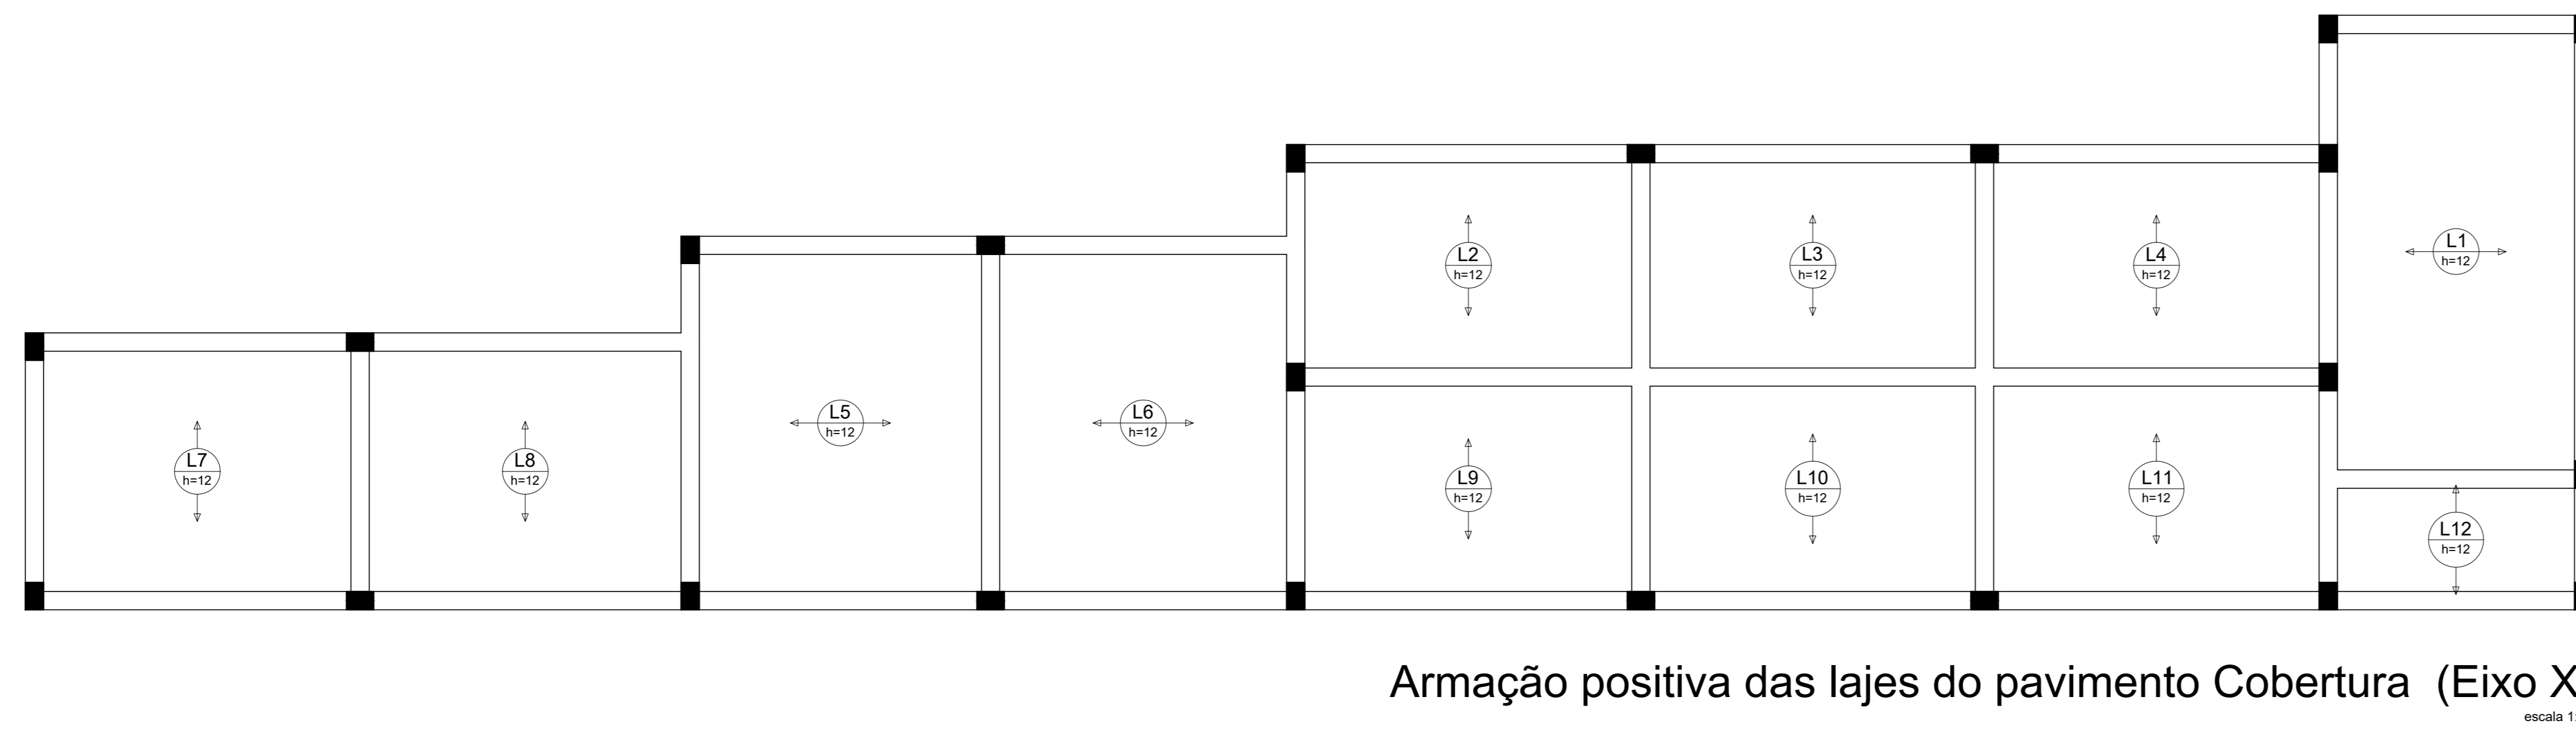 L1
h=12
L2
h=12
L3
h=12
L4
h=12
L5
h=12
L6
h=12
L7
h=12
L8
h=12
L9
h=12
L10
h=12
L11
h=12
L12
h=12
Armação positiva das lajes do pavimento Cobertura (Eixo X
escala 1: